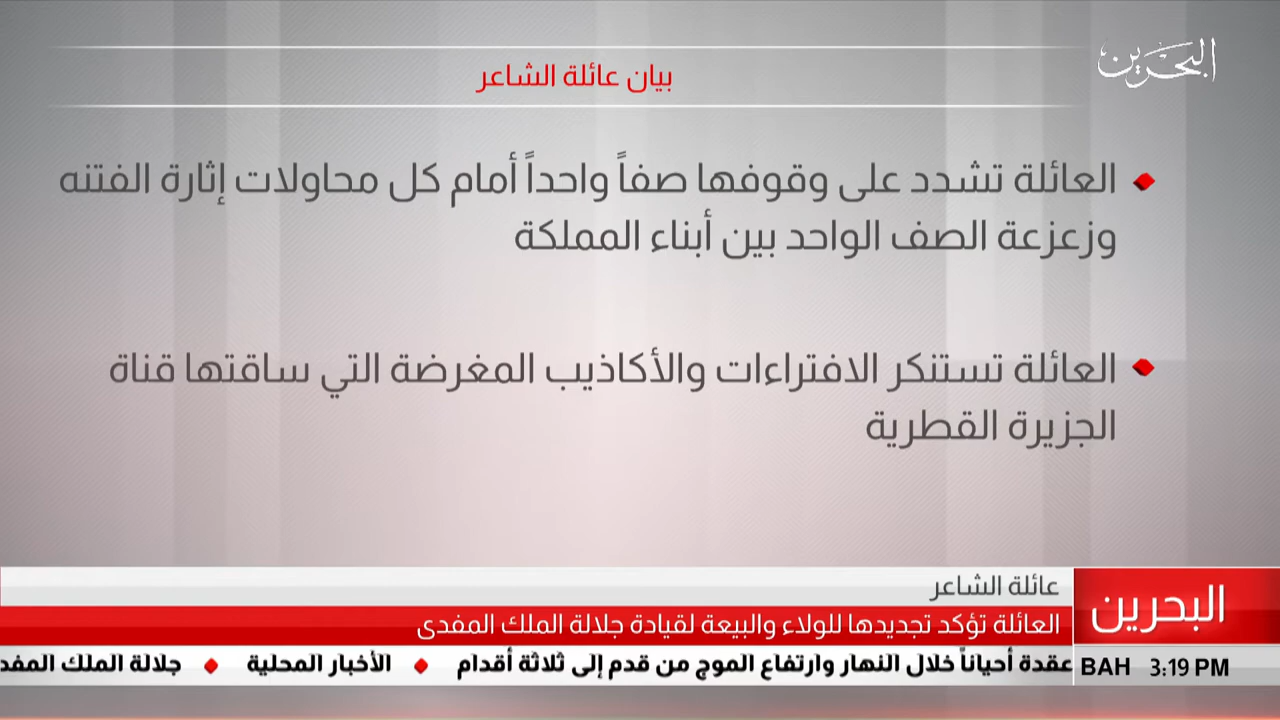 البحرين
بيان عائلة الشاعر
العائلة تشدد على وقوفها صفاً واحداً أمام كل محاولات إثارة الفتنه
وزعزعة الصف الواحد بين أبناء المملكة
العائلة تستنكر الافتراءات والأكاذيب المغرضة التي ساقتها قناة
الجزيرة القطرية
البحرين
عائلة الشاعر
العائلة تؤكد تجديدها للولاء والبيعة لقيادة جلالة الملك المفدى
BAH 3:19 PM
عقدة أحياناً خلال النهار وارتفاع الموج من قدم إلى ثلاثة أقدام ♦ الأخبار المحلية ♦ جلالة الملك المفد